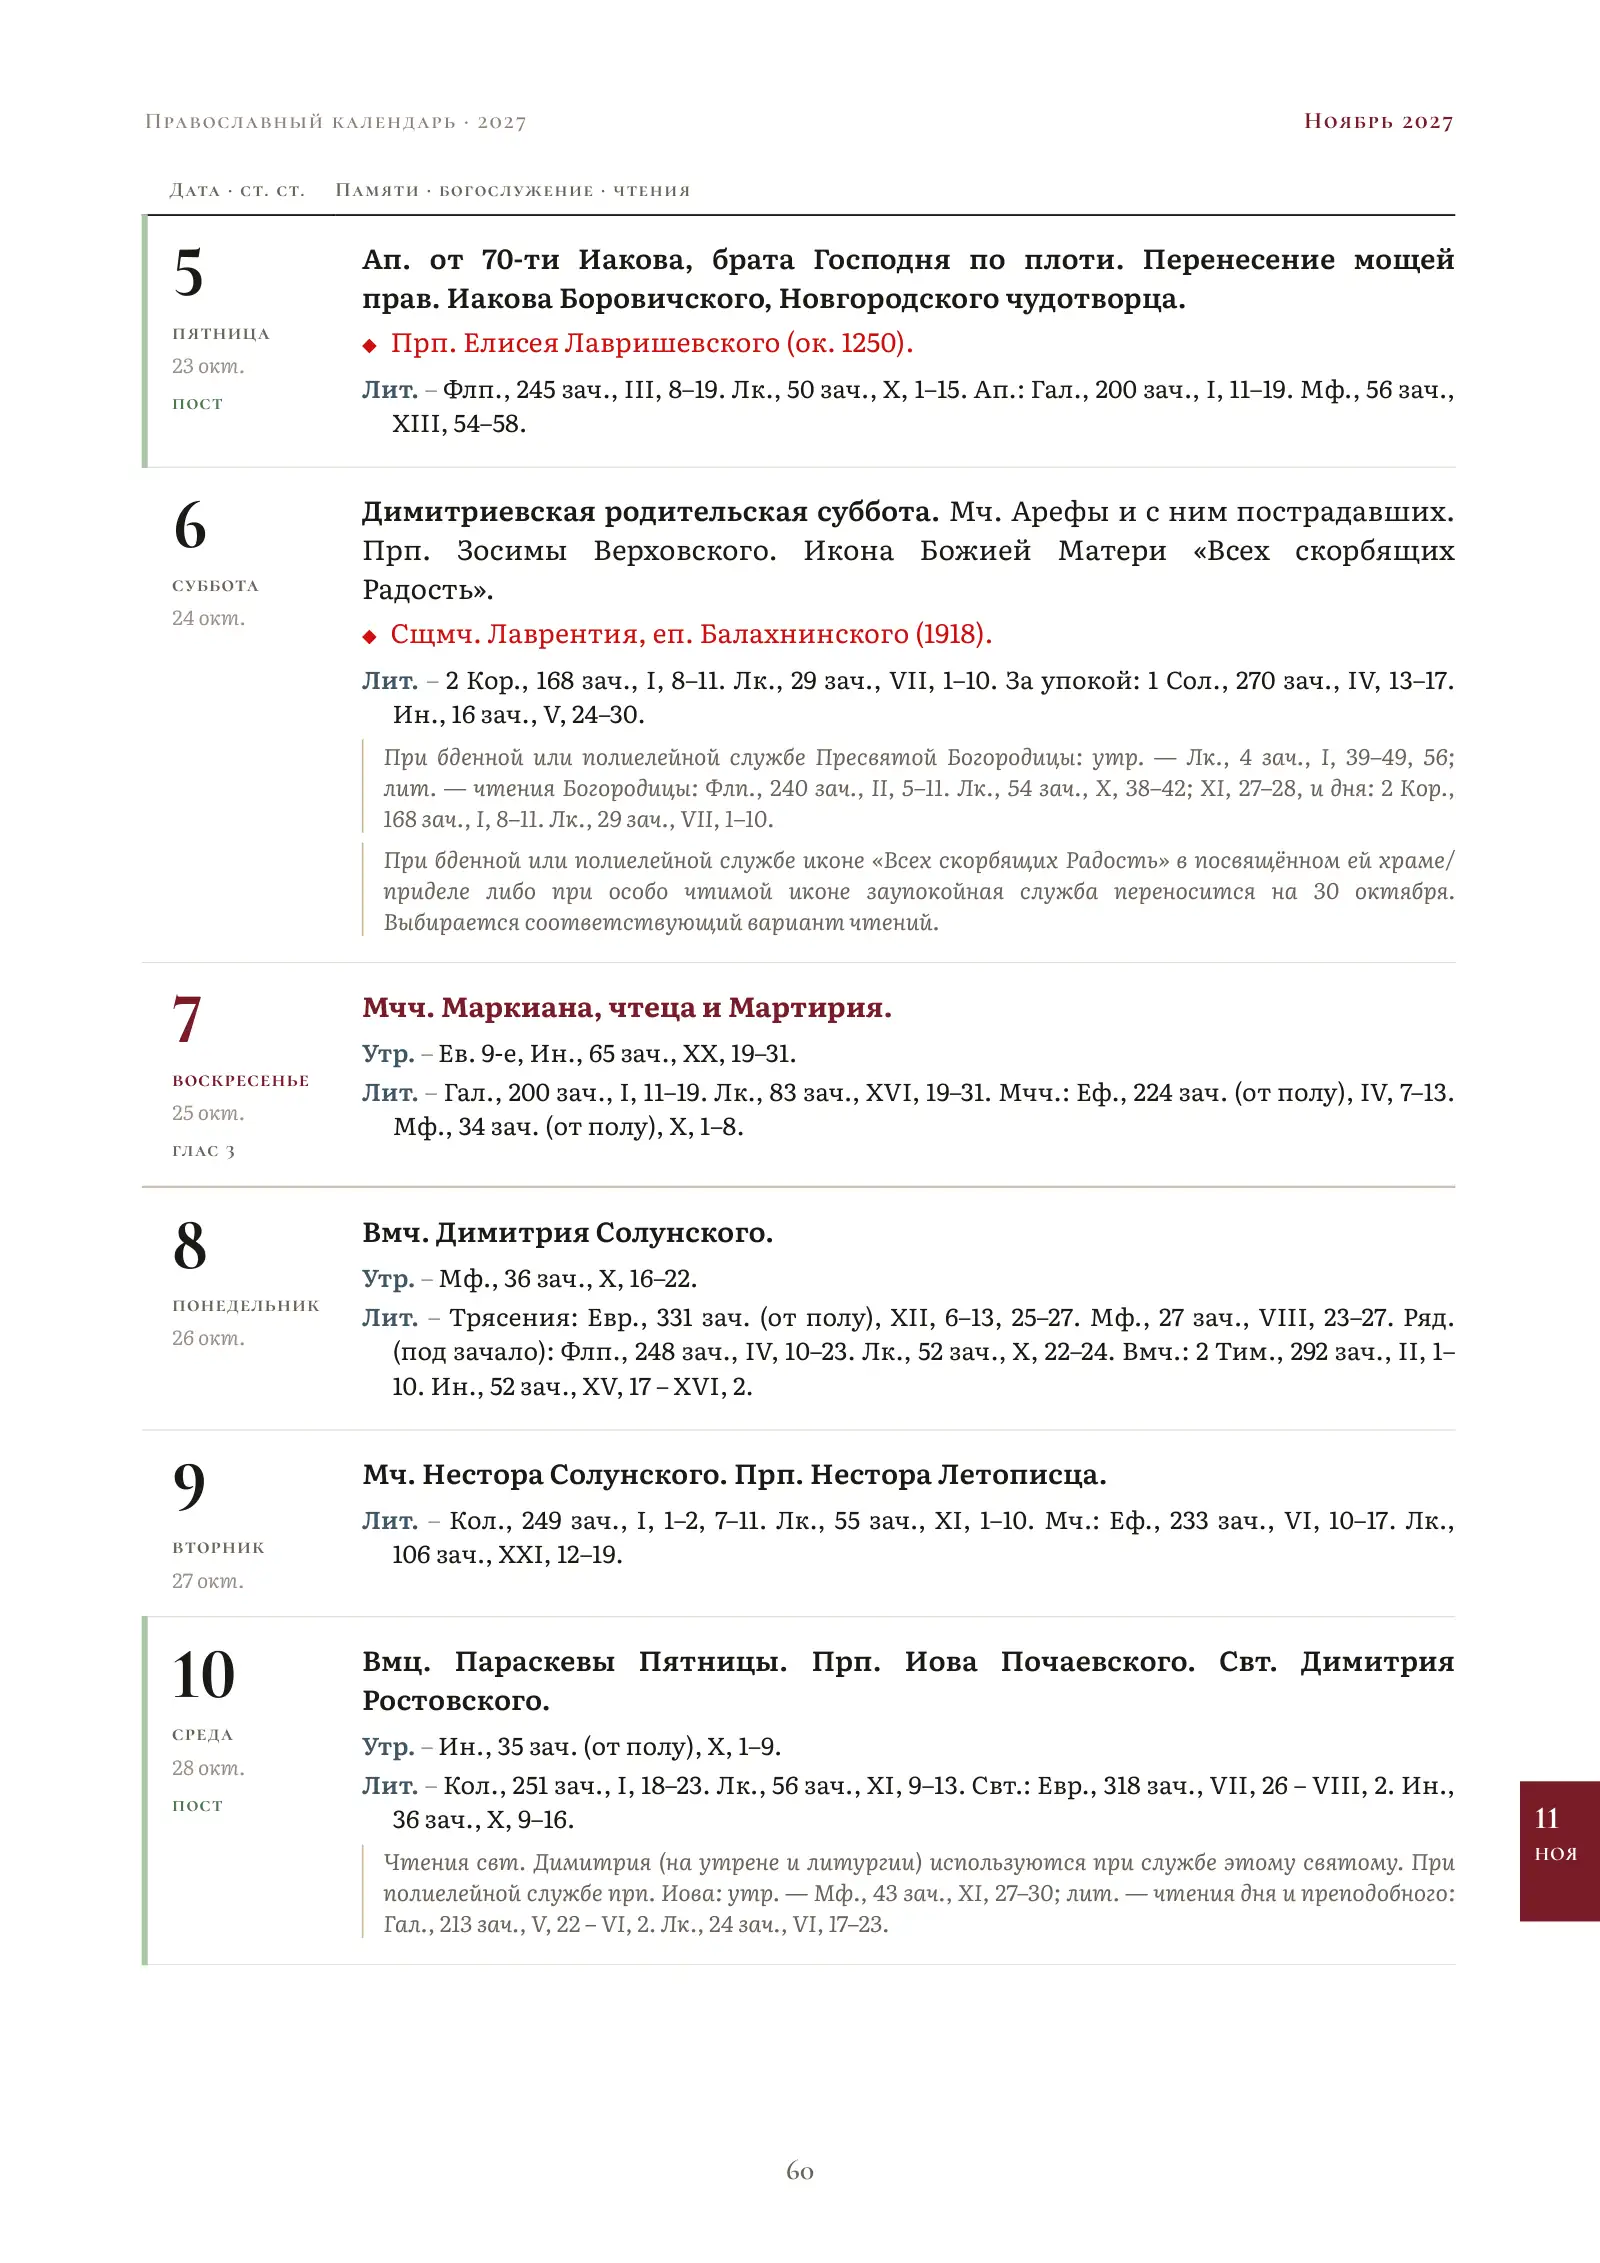 Православный календарь · 2027
Ноябрь 2027
Дата · ст. ст. Памяти · богослужение · чтения
5
пятница
23 окт.
пост
Ап. от 70-ти Иакова, брата Господня по плоти. Перенесение мощей
прав. Иакова Боровичского, Новгородского чудотворца.
◆ Прп. Елисея Лавришевского (ок. 1250).
Лит. – Флп., 245 зач., III, 8–19. Лк., 50 зач., X, 1–15. Ап.: Гал., 200 зач., I, 11–19. Мф., 56 зач.,
XIII, 54–58.
6
суббота
24 окт.
Димитриевская родительская суббота. Мч. Арефы и с ним пострадавших.
Прп. Зосимы Верховского. Икона Божией Матери «Всех скорбящих
Радость».
◆ Сщмч. Лаврентия, еп. Балахнинского (1918).
Лит. – 2 Кор., 168 зач., I, 8–11. Лк., 29 зач., VII, 1–10. За упокой: 1 Сол., 270 зач., IV, 13–17.
Ин., 16 зач., V, 24–30.
При бденной или полиелейной службе Пресвятой Богородицы: утр. — Лк., 4 зач., I, 39–49, 56;
лит. — чтения Богородицы: Флп., 240 зач., II, 5–11. Лк., 54 зач., X, 38–42; XI, 27–28, и дня: 2 Кор.,
168 зач., I, 8–11. Лк., 29 зач., VII, 1–10.
При бденной или полиелейной службе иконе «Всех скорбящих Радость» в посвящённом ей храме/
приделе либо при особо чтимой иконе заупокойная служба переносится на 30 октября.
Выбирается соответствующий вариант чтений.
7
воскресенье
25 окт.
глас 3
Мчч. Маркиана, чтеца и Мартирия.
Утр. – Ев. 9-е, Ин., 65 зач., XX, 19–31.
Лит. – Гал., 200 зач., I, 11–19. Лк., 83 зач., XVI, 19–31. Мчч.: Еф., 224 зач. (от полу), IV, 7–13.
Мф., 34 зач. (от полу), X, 1–8.
8
понедельник
26 окт.
Вмч. Димитрия Солунского.
Утр. – Мф., 36 зач., X, 16–22.
Лит. – Трясения: Евр., 331 зач. (от полу), XII, 6–13, 25–27. Мф., 27 зач., VIII, 23–27. Ряд.
(под зачало): Флп., 248 зач., IV, 10–23. Лк., 52 зач., X, 22–24. Вмч.: 2 Тим., 292 зач., II, 1–
10. Ин., 52 зач., XV, 17 – XVI, 2.
9
вторник
27 окт.
Мч. Нестора Солунского. Прп. Нестора Летописца.
Лит. – Кол., 249 зач., I, 1–2, 7–11. Лк., 55 зач., XI, 1–10. Мч.: Еф., 233 зач., VI, 10–17. Лк.,
106 зач., XXI, 12–19.
10
среда
28 окт.
пост
Вмц. Параскевы Пятницы. Прп. Иова Почаевского. Свт. Димитрия
Ростовского.
Утр. – Ин., 35 зач. (от полу), X, 1–9.
Лит. – Кол., 251 зач., I, 18–23. Лк., 56 зач., XI, 9–13. Свт.: Евр., 318 зач., VII, 26 – VIII, 2. Ин.,
36 зач., X, 9–16.
Чтения свт. Димитрия (на утрене и литургии) используются при службе этому святому. При
полиелейной службе прп. Иова: утр. — Мф., 43 зач., XI, 27–30; лит. — чтения дня и преподобного:
Гал., 213 зач., V, 22 – VI, 2. Лк., 24 зач., VI, 17–23.
11
ноя
60